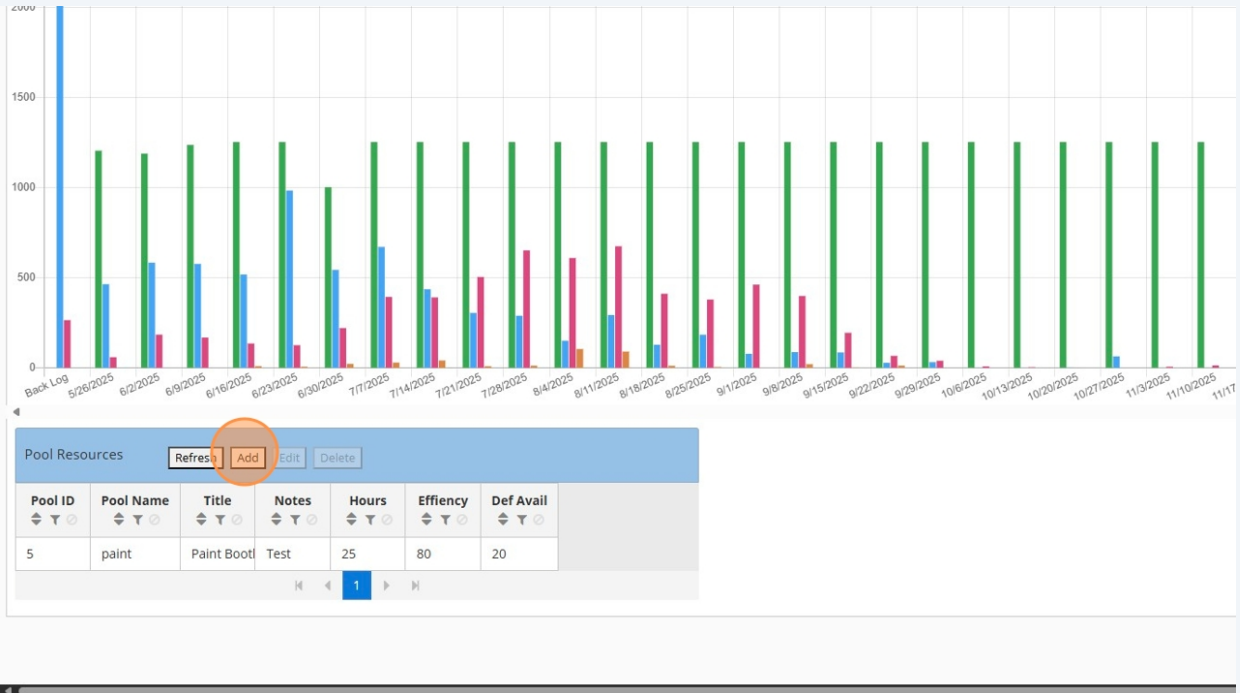 2000
1500
1000
500
0
Back Log 5/26/2025 6/2/2025 6/9/2025 6/16/2025 6/23/2025 6/30/2025 7/7/2025 7/14/2025 7/21/2025 7/28/2025 8/4/2025 8/11/2025 8/18/2025 8/25/2025 9/1/2025 9/8/2025 9/15/2025 9/22/2025 9/29/2025 10/6/2025 10/13/2025 10/20/2025 10/27/2025 11/3/2025 11/10/2025 11/17
Pool Resources Refresh Add Edit Delete
Pool ID Pool Name Title Notes Hours Effiency Def Avail
5 paint Paint Bootl Test 25 80 20
1